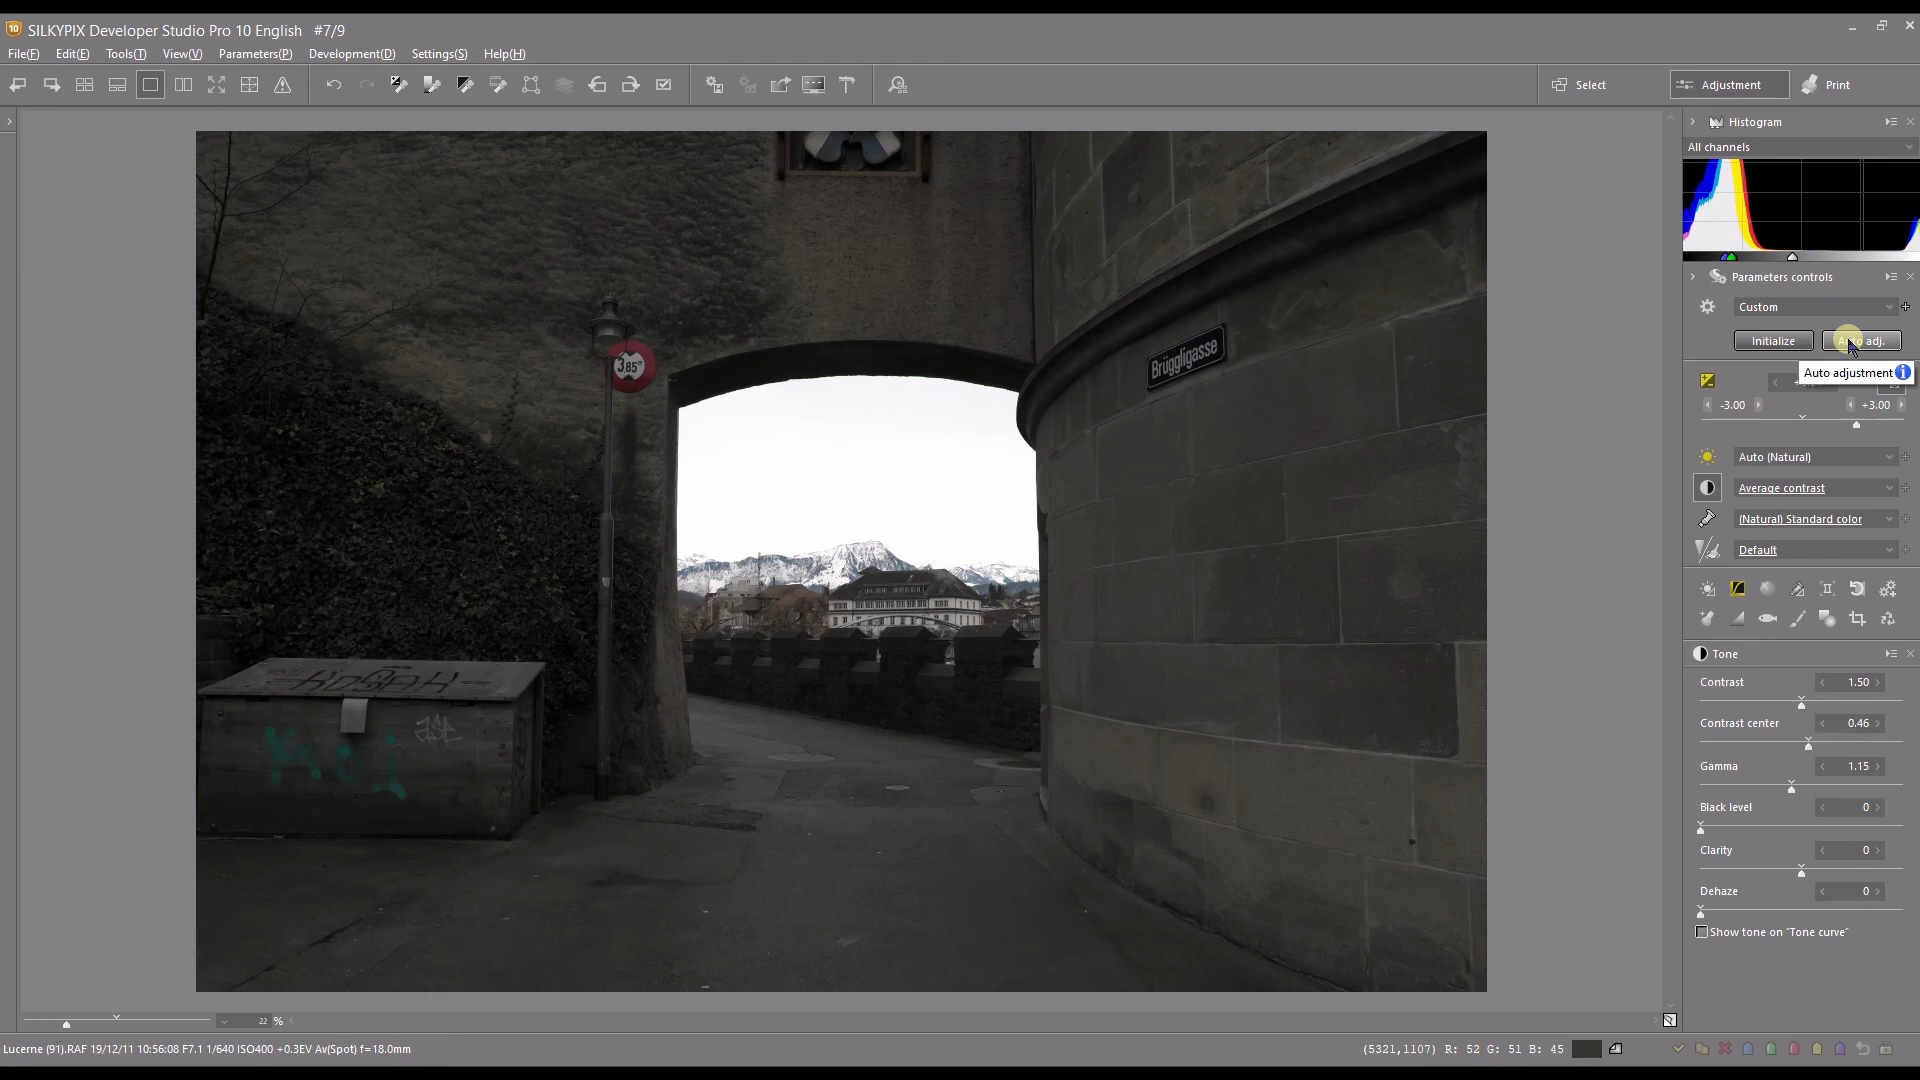 10 SILKYPIX Developer Studio Pro 10 English #7/9
File(F) Edit(E) Tools(T) View(V) Parameters(P) Development(D) Settings(S) Help(H)
Select Adjustment Print
Histogram
All channels
Parameters controls
Custom
Initialize Auto adj.
Auto adjustment
-3.00 +3.00
Auto (Natural)
Average contrast
(Natural) Standard color
Default
Tone
Contrast 1.50
Contrast center 0.46
Gamma 1.15
Black level 0
Clarity 0
Dehaze 0
Show tone on "Tone curve"
3,85m
Brüggligasse
22 %
Lucerne (91).RAF 19/12/11 10:56:08 F7.1 1/640 ISO400 +0.3EV Av(Spot) f=18.0mm
(5321,1107) R: 52 G: 51 B: 45